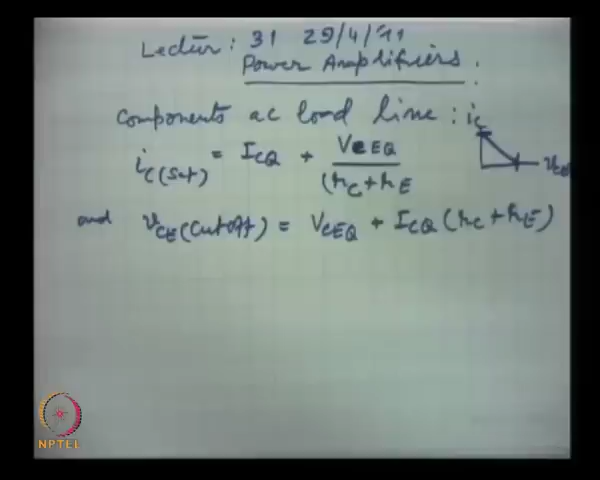 Lectur: 31 29/4/'11
Power Amplifiers.
Components ac load line: ic
iC(Sat) = ICQ + VCEQ / (rC + rE
vCE
and vCE(cutoff) = VCEQ + ICQ (rC + rE)
NPTEL